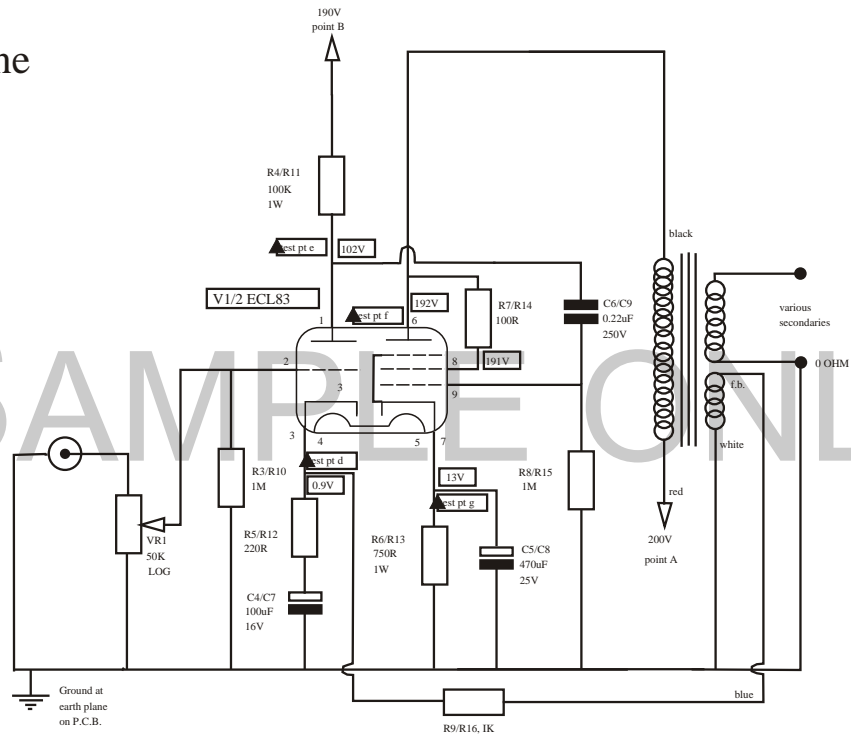 ne
190V
point B
R4/R11
100K
1W
black
est pt e
102V
V1/2 ECL83
192V
est pt f
1
6
R7/R14
100R
C6/C9
0.22uF
250V
various
secondaries
2
3
8
191V
9
0 OHM
f.b.
SAMPLE ONL
3
4
5
7
white
est pt d
0.9V
13V
est pt g
R3/R10
1M
R8/R15
1M
red
R5/R12
220R
R6/R13
750R
1W
C5/C8
470uF
25V
200V
point A
VR1
50K
LOG
C4/C7
100uF
16V
Ground at
earth plane
on P.C.B.
blue
R9/R16, IK